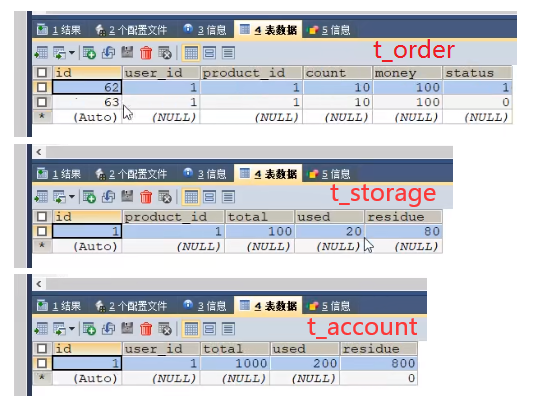 1 结果 2 个配置文件 3 信息 4 表数据 5 信息
t_order
id user_id product_id count money status
62 1 1 10 100 1
63 1 1 10 100 0
* (Auto) (NULL) (NULL) (NULL) (NULL) (NULL)
<
1 结果 2 个配置文件 3 信息 4 表数据 5 信息
t_storage
id product_id total used residue
1 1 100 20 80
* (Auto) (NULL) (NULL) (NULL) (NULL)
<
1 结果 2 个配置文件 3 信息 4 表数据 5 信息
t_account
id user_id total used residue
1 1 1000 200 800
* (Auto) (NULL) (NULL) (NULL) 0